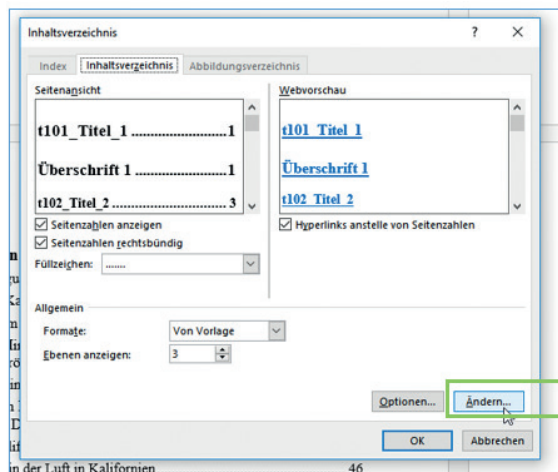 Inhaltsverzeichnis ? ×
Index Inhaltsverzeichnis Abbildungsverzeichnis
Seitenansicht
t101_Titel_1 ........................... 1
Überschrift 1 .......................... 1
t102_Titel_2 ........................... 3
Seitenzahlen anzeigen
Seitenzahlen rechtsbündig
Füllzeichen: .......
Webvorschau
t101_Titel_1
Überschrift 1
t102_Titel_2
Hyperlinks anstelle von Seitenzahlen
Allgemein
Formate: Von Vorlage
Ebenen anzeigen: 3
Optionen... Ändern...
OK Abbrechen
in der Luft in Kalifornien 46